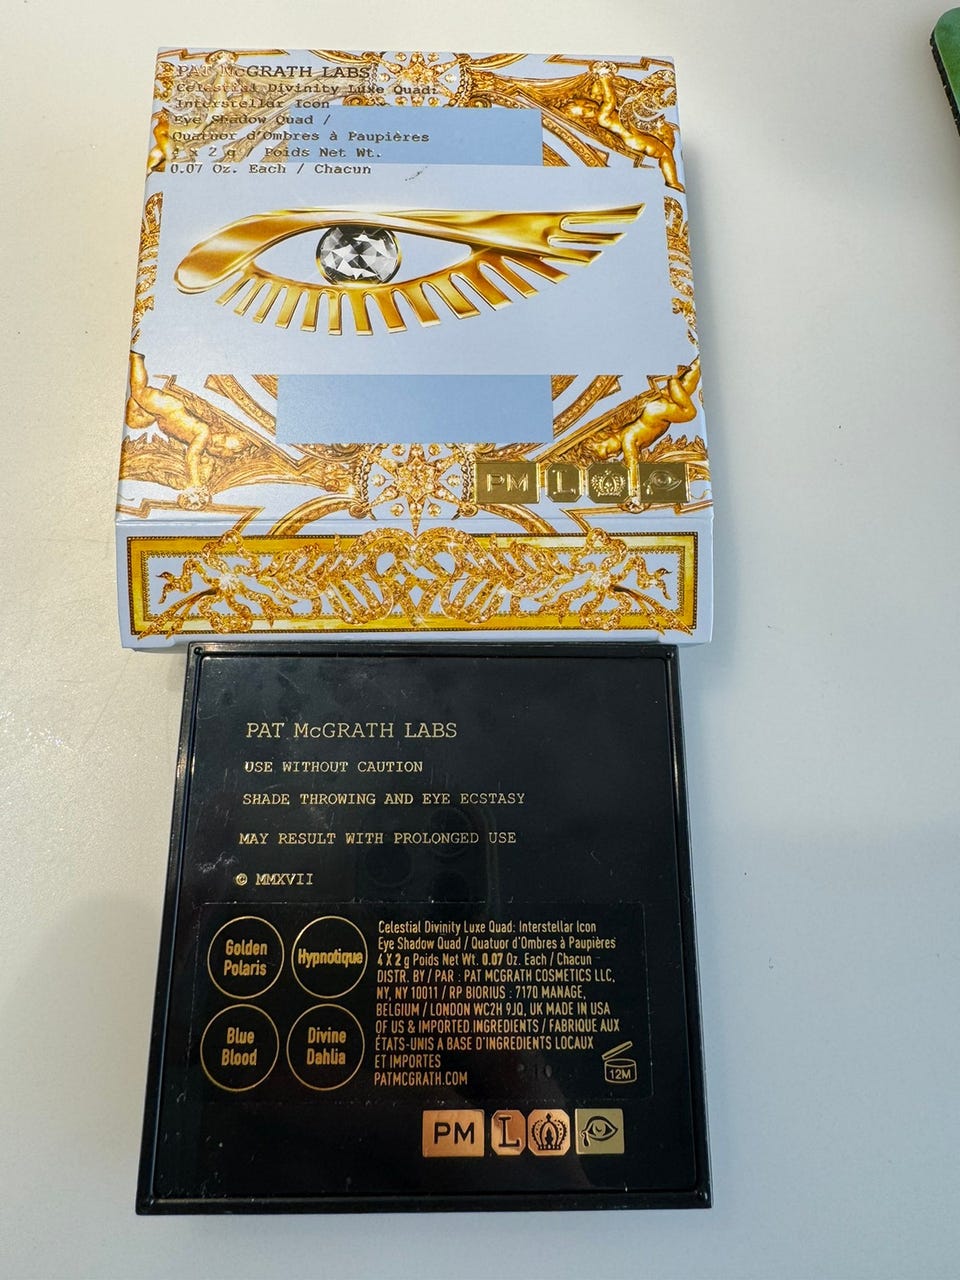 PAT McGRATH LABS
Celestial Divinity Luxe Quad:
Interstellar Icon
Eye Shadow Quad /
Quatuor d'Ombres à Paupières
4 x 2 g / Poids Net Wt.
0.07 Oz. Each / Chacun
PM L
PAT McGRATH LABS
USE WITHOUT CAUTION
SHADE THROWING AND EYE ECSTASY
MAY RESULT WITH PROLONGED USE
© MMXVII
Golden
Polaris
Hypnotique
Blue
Blood
Divine
Dahlia
Celestial Divinity Luxe Quad: Interstellar Icon
Eye Shadow Quad / Quatuor d'Ombres à Paupières
4 X 2 g Poids Net Wt. 0.07 Oz. Each / Chacun
DISTR. BY / PAR : PAT MCGRATH COSMETICS LLC,
NY, NY 10011 / RP BIORIUS : 7170 MANAGE,
BELGIUM / LONDON WC2H 9JQ, UK MADE IN USA
OF US & IMPORTED INGREDIENTS / FABRIQUE AUX
ÉTATS-UNIS A BASE D'INGREDIENTS LOCAUX
ET IMPORTES
PATMCGRATH.COM
12M
PM L